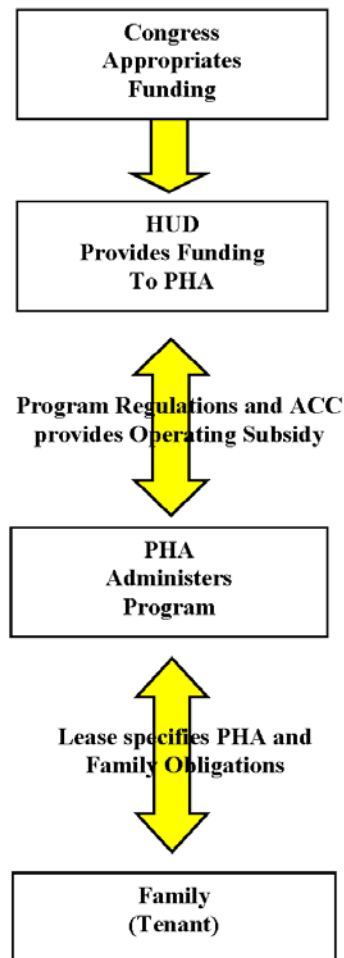 Congress
Appropriates
Funding
HUD
Provides Funding
To PHA
Program Regulations and ACC
provides Operating Subsidy
PHA
Administers
Program
Lease specifies PHA and
Family Obligations
Family
(Tenant)